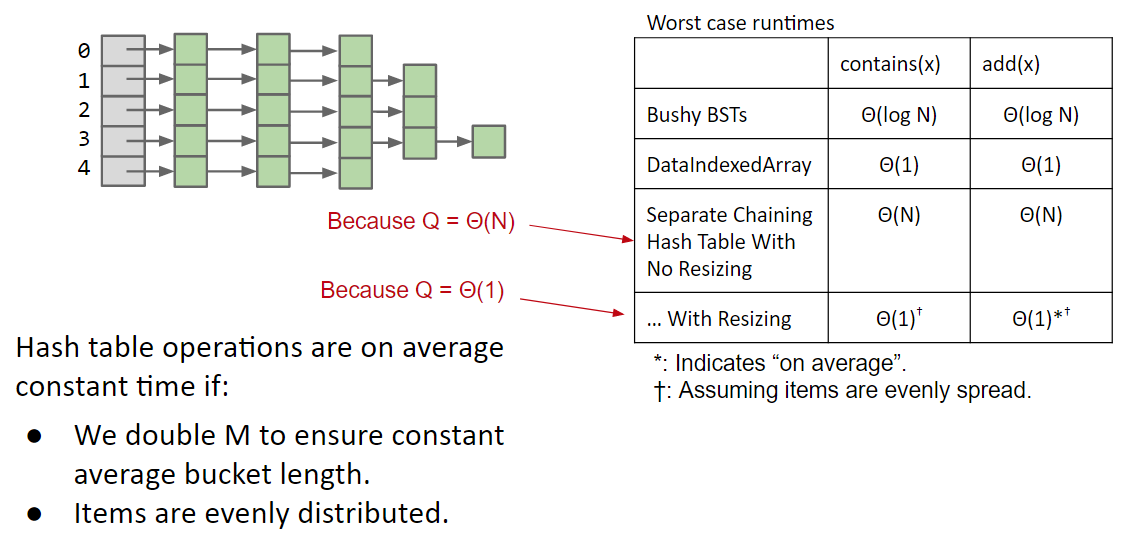 0
1
2
3
4
Worst case runtimes
contains(x) add(x)
Bushy BSTs Θ(log N) Θ(log N)
DataIndexedArray Θ(1) Θ(1)
Separate Chaining Θ(N) Θ(N)
Hash Table With
No Resizing
... With Resizing Θ(1)† Θ(1)*†
Because Q = Θ(N)
Because Q = Θ(1)
*: Indicates “on average”.
†: Assuming items are evenly spread.
Hash table operations are on average
constant time if:
● We double M to ensure constant
average bucket length.
● Items are evenly distributed.